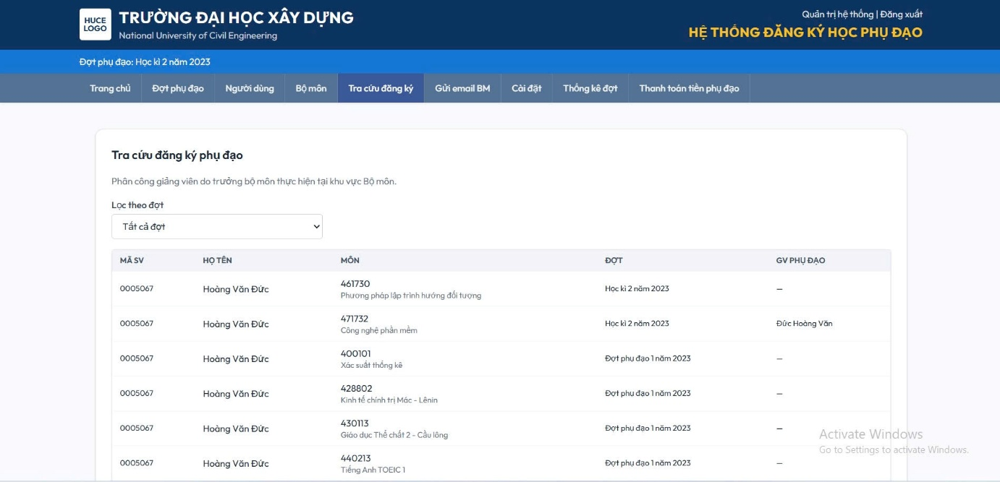 HUCE
LOGO
TRƯỜNG ĐẠI HỌC XÂY DỰNG
National University of Civil Engineering
Quản trị hệ thống | Đăng xuất
HỆ THỐNG ĐĂNG KÝ HỌC PHỤ ĐẠO
Đợt phụ đạo: Học kì 2 năm 2023
Trang chủ Đợt phụ đạo Người dùng Bộ môn Tra cứu đăng ký Gửi email BM Cài đặt Thống kê đợt Thanh toán tiền phụ đạo
Tra cứu đăng ký phụ đạo
Phân công giảng viên do trưởng bộ môn thực hiện tại khu vực Bộ môn.
Lọc theo đợt
Tất cả đợt
MÃ SV HỌ TÊN MÔN ĐỢT GV PHỤ ĐẠO
0005067 Hoàng Văn Đức 461730 Học kì 2 năm 2023 —
Phương pháp lập trình hướng đối tượng
0005067 Hoàng Văn Đức 471732 Học kì 2 năm 2023 Đức Hoàng Văn
Công nghệ phần mềm
0005067 Hoàng Văn Đức 400101 Đợt phụ đạo 1 năm 2023 —
Xác suất thống kê
0005067 Hoàng Văn Đức 428802 Đợt phụ đạo 1 năm 2023 —
Kinh tế chính trị Mác - Lênin
0005067 Hoàng Văn Đức 430113 Đợt phụ đạo 1 năm 2023 —
Giáo dục Thể chất 2 - Cầu lông
0005067 Hoàng Văn Đức 440213 Đợt phụ đạo 1 năm 2023 —
Tiếng Anh TOEIC 1
Activate Windows
Go to Settings to activate Windows.